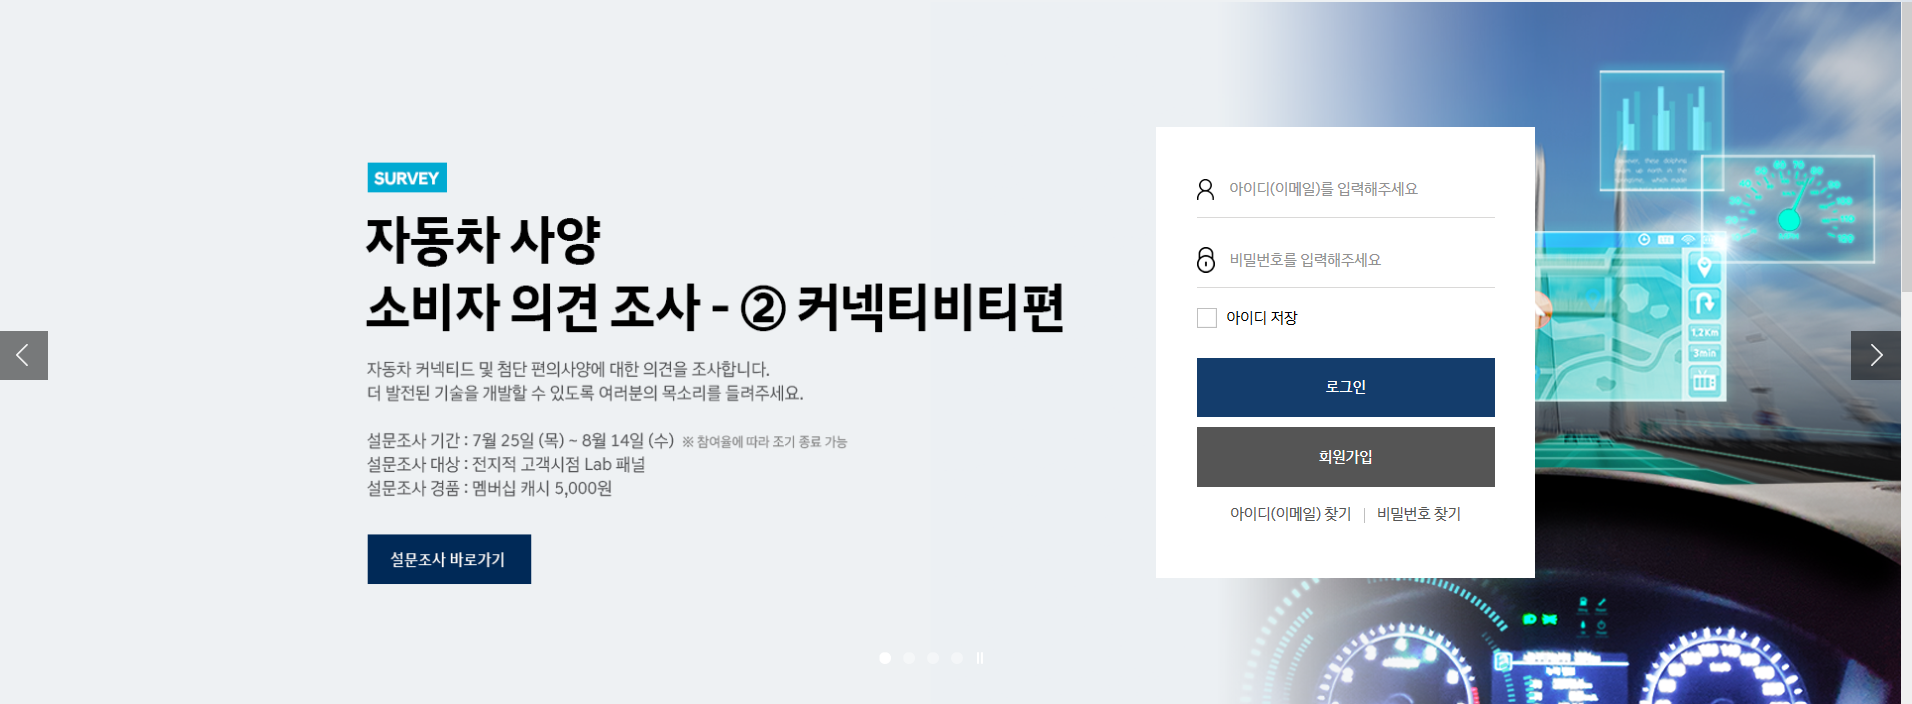 SURVEY
자동차 사양
소비자 의견 조사 - ② 커넥티비티편
자동차 커넥티드 및 첨단 편의사양에 대한 의견을 조사합니다.
더 발전된 기술을 개발할 수 있도록 여러분의 목소리를 들려주세요.
설문조사 기간 : 7월 25일 (목) ~ 8월 14일 (수) ※ 참여율에 따라 조기 종료 가능
설문조사 대상 : 전지적 고객시점 Lab 패널
설문조사 경품 : 멤버십 캐시 5,000원
설문조사 바로가기
아이디(이메일)를 입력해주세요
비밀번호를 입력해주세요
아이디 저장
로그인
회원가입
아이디(이메일) 찾기 | 비밀번호 찾기
LTE
1,2Km
3min